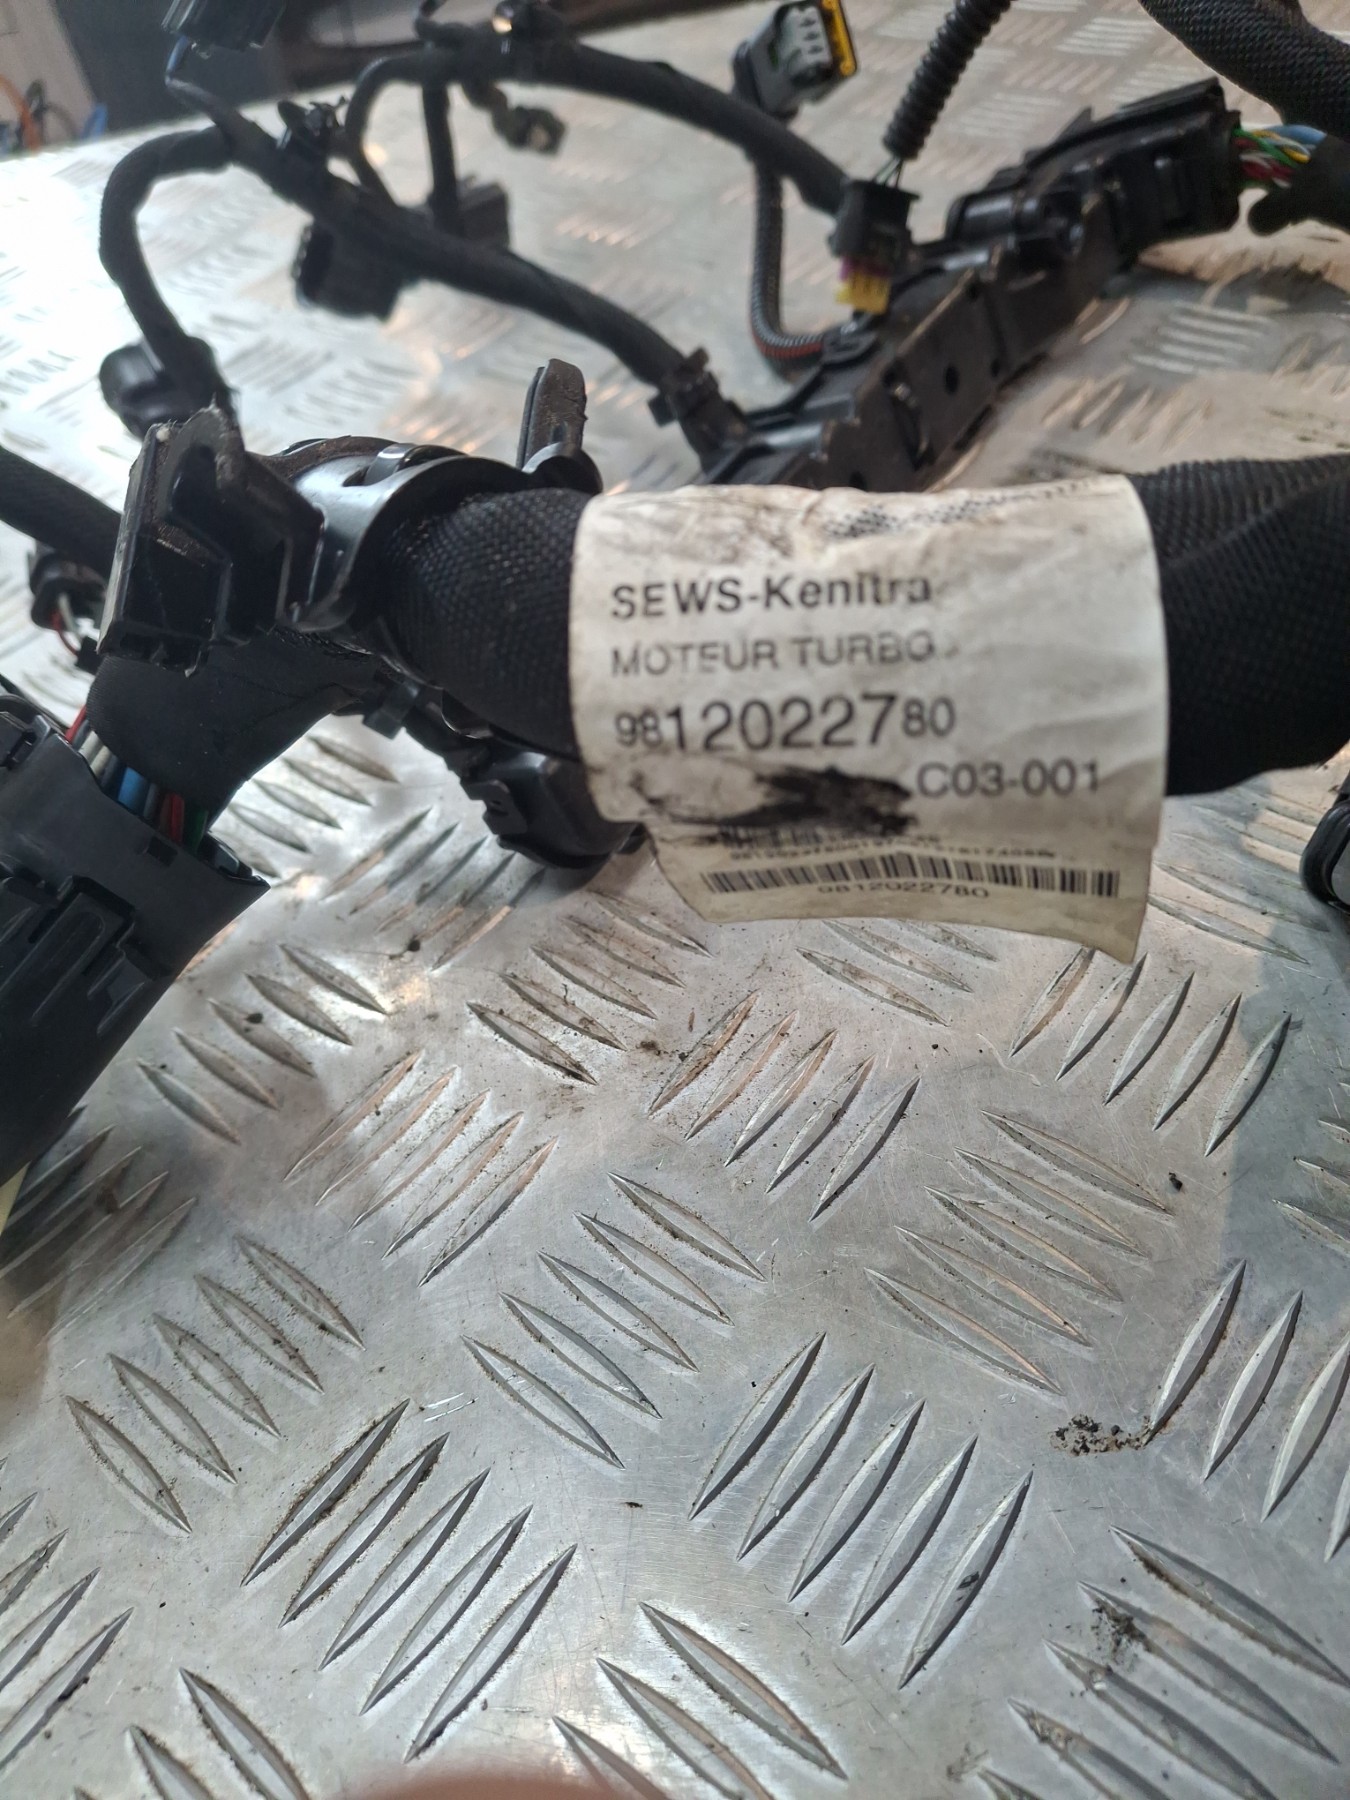 SEWS-Kenitra
MOTEUR TURBO
9812022780
C03-001
9812022780